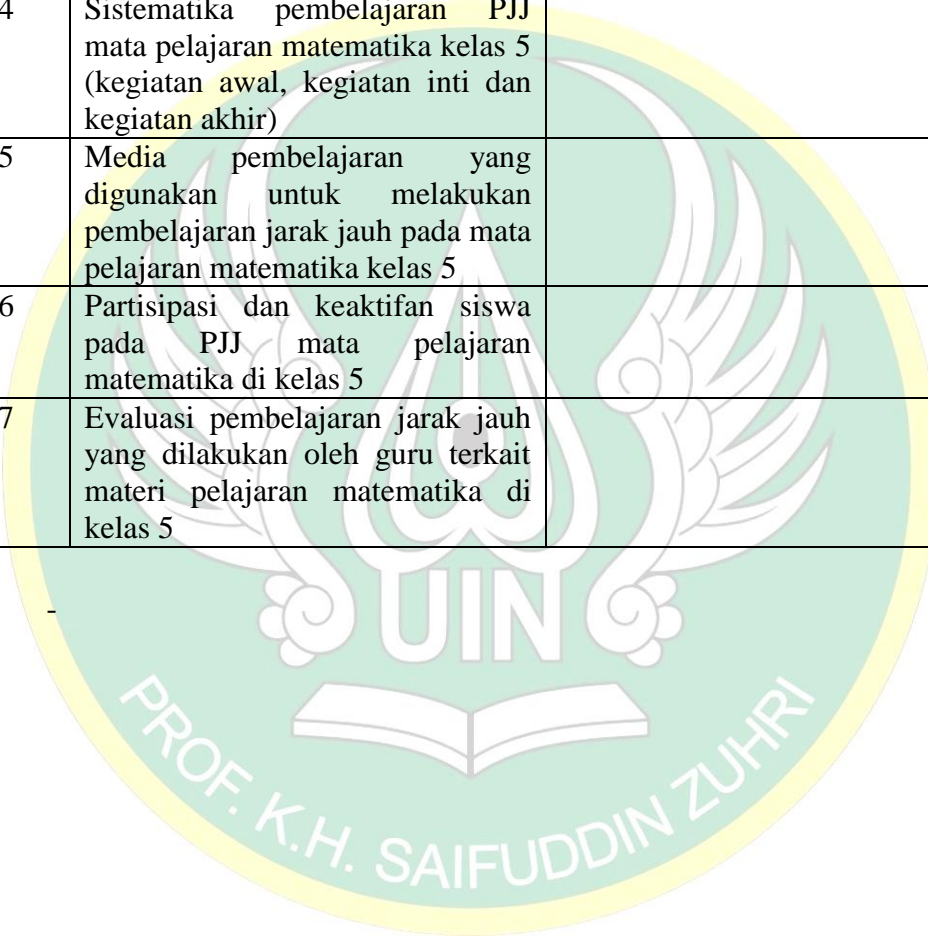 4 Sistematika pembelajaran PJJ
mata pelajaran matematika kelas 5
(kegiatan awal, kegiatan inti dan
kegiatan akhir)
5 Media pembelajaran yang
digunakan untuk melakukan
pembelajaran jarak jauh pada mata
pelajaran matematika kelas 5
6 Partisipasi dan keaktifan siswa
pada PJJ mata pelajaran
matematika di kelas 5
7 Evaluasi pembelajaran jarak jauh
yang dilakukan oleh guru terkait
materi pelajaran matematika di
kelas 5
-
UIN
PROF. K.H. SAIFUDDIN ZUHRI